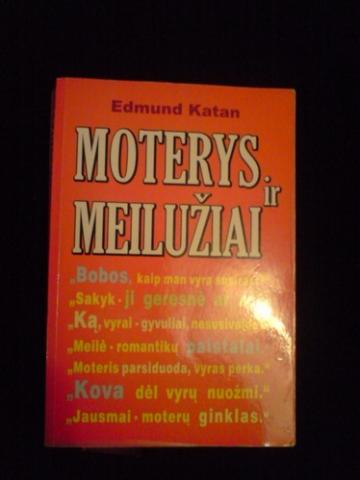 Edmund Katan
MOTERYS ir
MEILUŽIAI
„Bobos, kaip man vyrą
„Sakyk - ji geresnė ar
„Ką, vyrai - gyvuliai,
„Meilė - romantikų paistalai."
„Moteris parsiduoda, vyras perka."
„Kova dėl vyrų nuožmi."
„Jausmai - moterų ginklas."